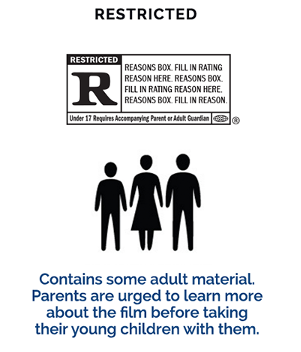 RESTRICTED
RESTRICTED
R
REASONS BOX. FILL IN RATING
REASON HERE. REASONS BOX.
FILL IN RATING REASON HERE.
REASONS BOX. FILL IN REASON.
Under 17 Requires Accompanying Parent or Adult Guardian
®
Contains some adult material.
Parents are urged to learn more
about the film before taking
their young children with them.